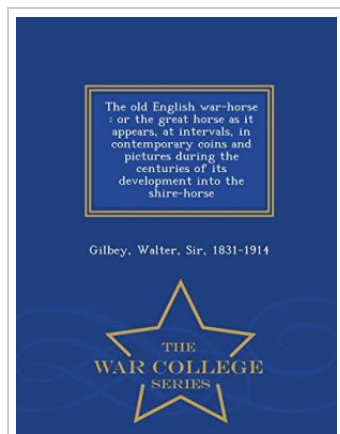 The old English war-horse
: or the great horse as it
appears, at intervals, in
contemporary coins and
pictures during the
centuries of its
development into the
shire-horse
Gilbey, Walter, Sir, 1831-1914
THE
WAR COLLEGE
SERIES